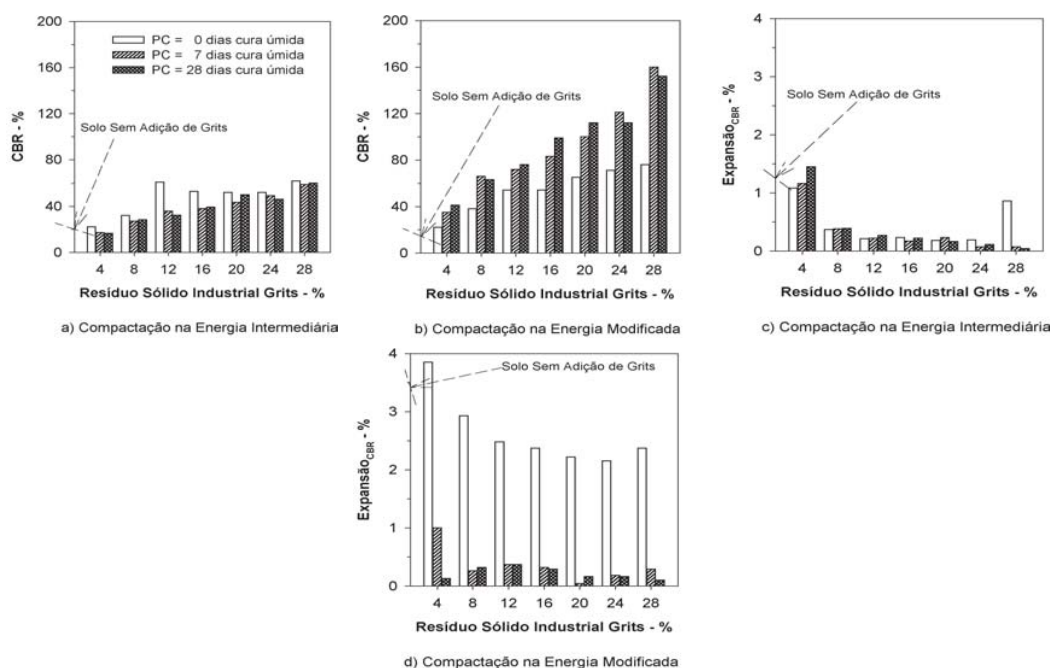 200
160
120
80
40
0
CBR - %
PC = 0 dias cura úmida
PC = 7 dias cura úmida
PC = 28 dias cura úmida
Solo Sem Adição de Grits
4 8 12 16 20 24 28
Resíduo Sólido Industrial Grits - %
a) Compactação na Energia Intermediária
200
160
120
80
40
0
CBR - %
Solo Sem Adição de Grits
4 8 12 16 20 24 28
Resíduo Sólido Industrial Grits - %
b) Compactação na Energia Modificada
4
3
2
1
0
Expansão CBR - %
Solo Sem Adição de Grits
4 8 12 16 20 24 28
Resíduo Sólido Industrial Grits - %
c) Compactação na Energia Intermediária
4
3
2
1
0
Expansão CBR - %
Solo Sem Adição de Grits
4 8 12 16 20 24 28
Resíduo Sólido Industrial Grits - %
d) Compactação na Energia Modificada